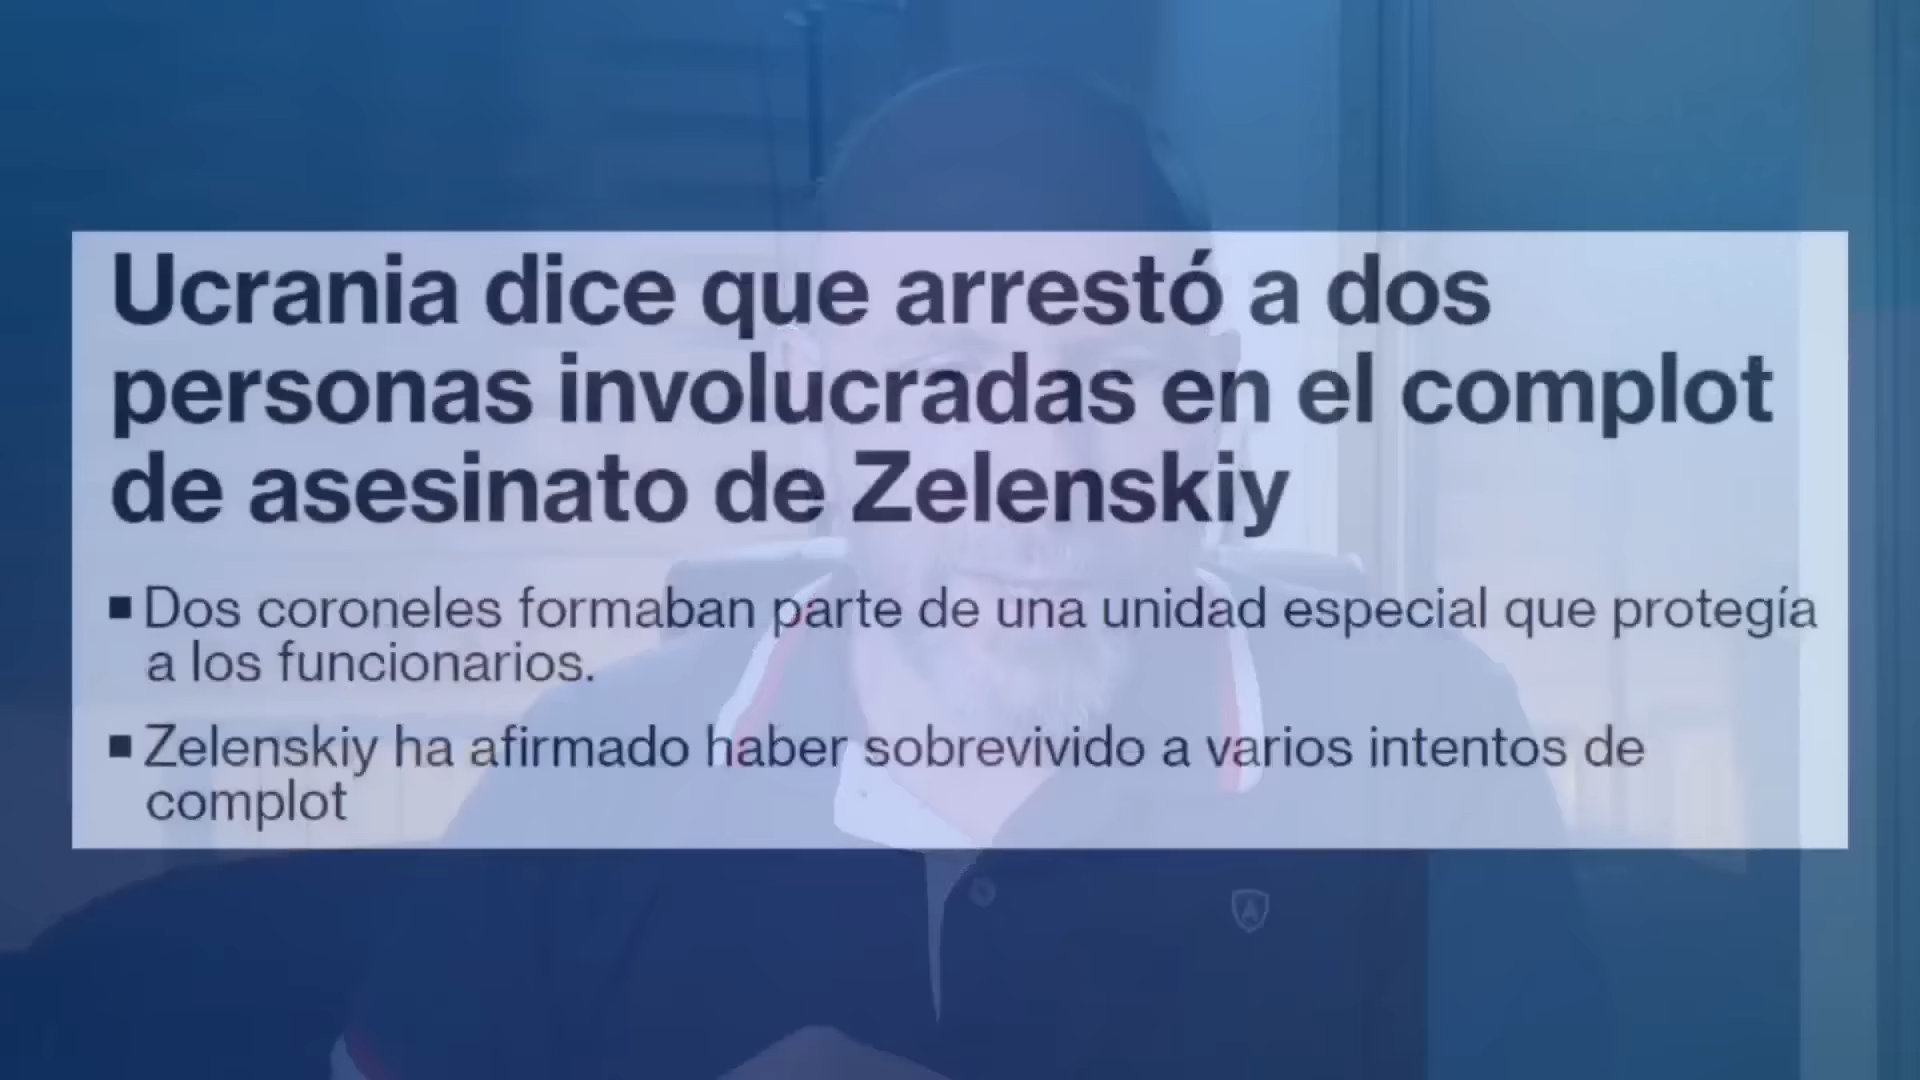 Ucrania dice que arrestó a dos
personas involucradas en el complot
de asesinato de Zelenskiy
▪ Dos coroneles formaban parte de una unidad especial que protegía
a los funcionarios.
▪ Zelenskiy ha afirmado haber sobrevivido a varios intentos de
complot